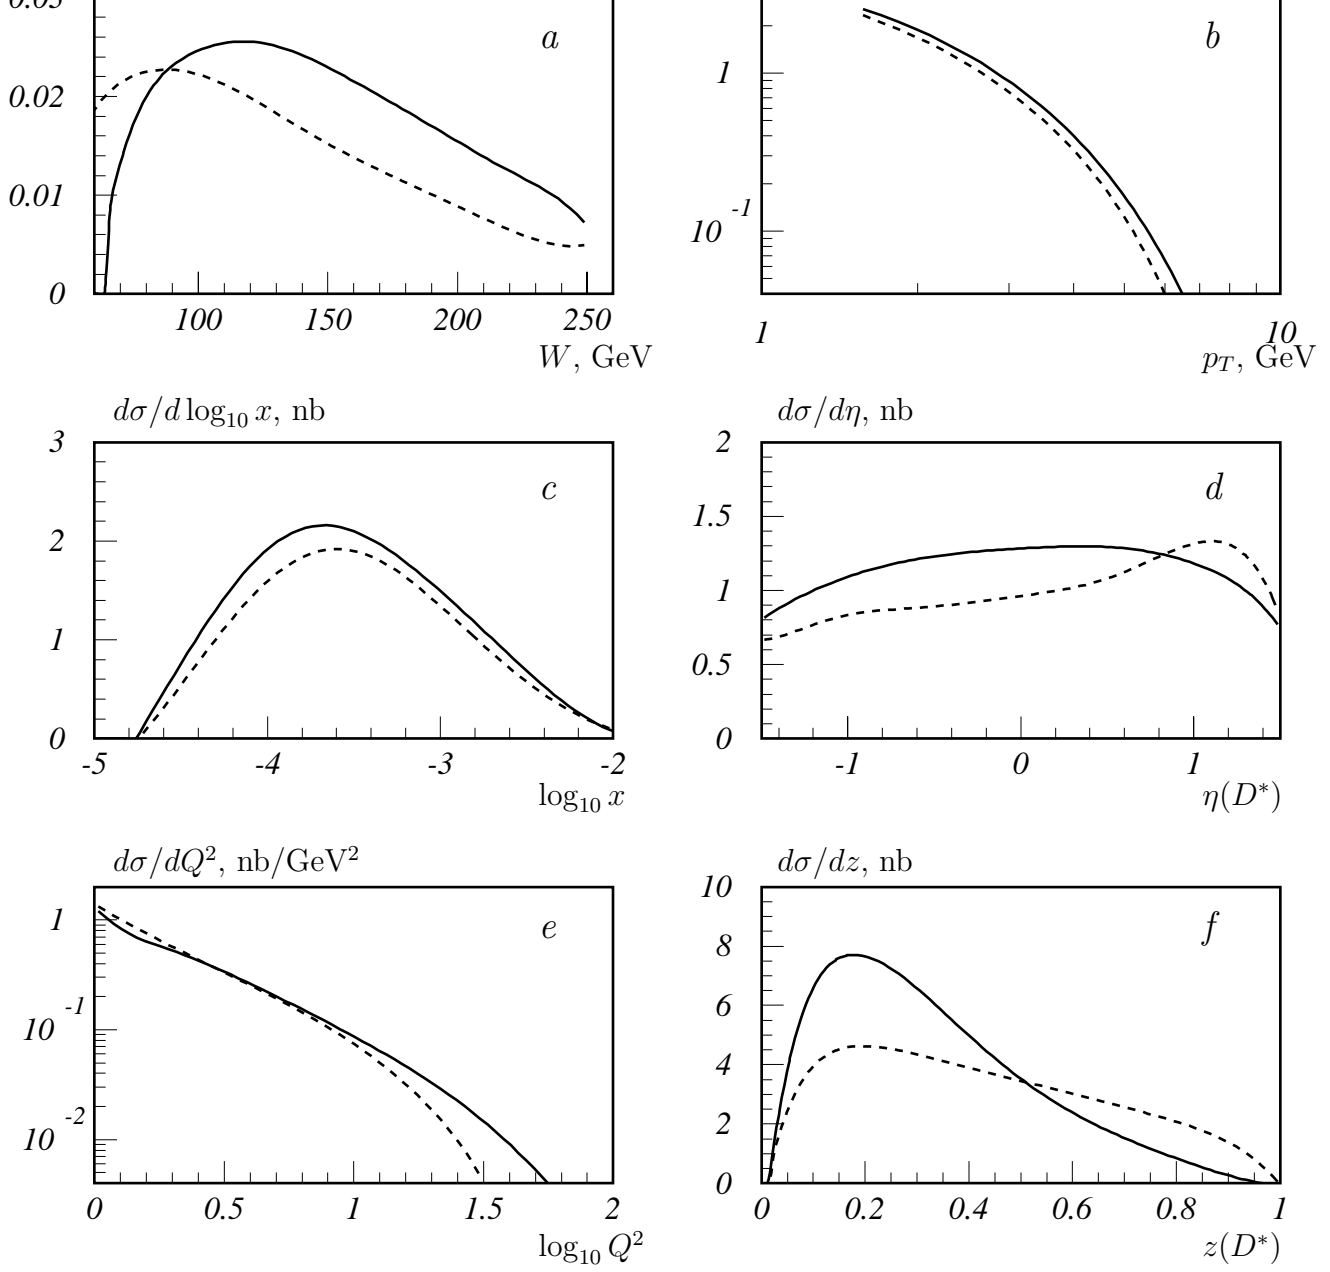 0.03
a
b
0.02
1
0.01
10 -1
0
100 150 200 250
1 10
W, GeV
p_T, GeV
dσ/d log₁₀ x, nb
dσ/dη, nb
3
2
c
d
1.5
2
1
1
0.5
0
0
-5 -4 -3 -2
-1 0 1
log₁₀ x
η(D*)
dσ/dQ², nb/GeV²
dσ/dz, nb
10
1
e
f
8
10 -1
6
4
10 -2
2
0
0 0.5 1 1.5 2
0 0.2 0.4 0.6 0.8 1
log₁₀ Q²
z(D*)